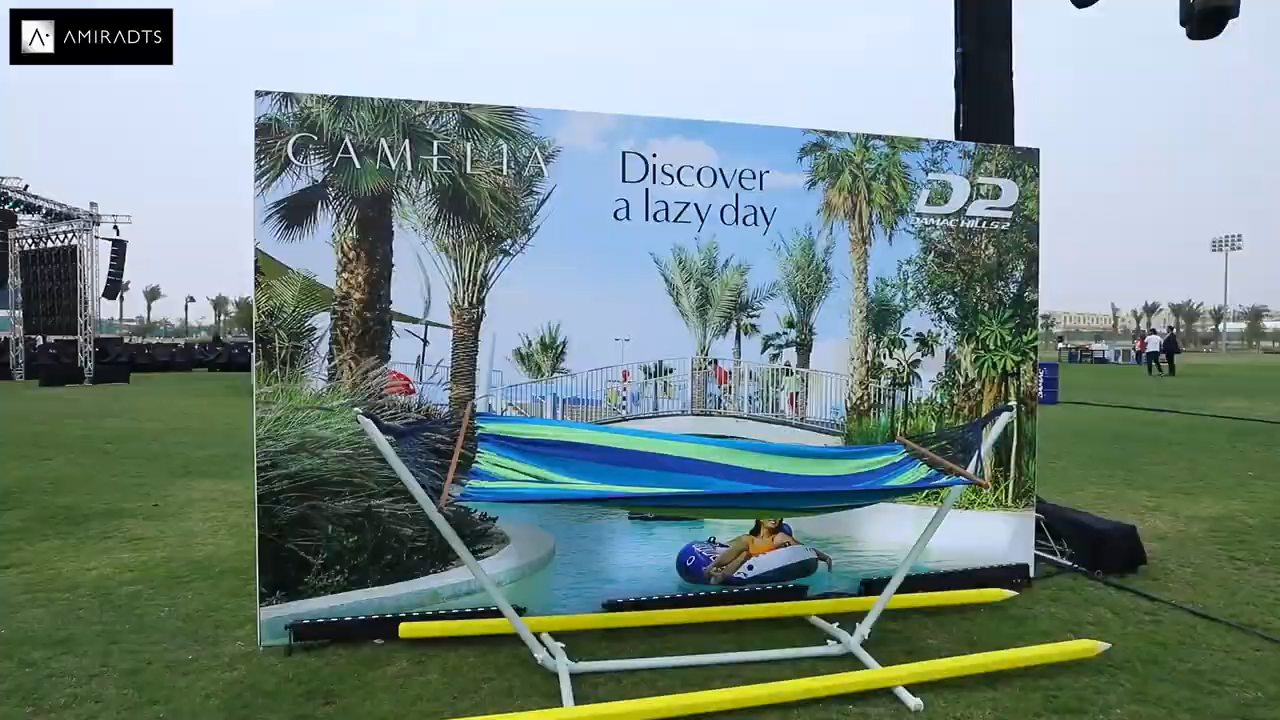 AMIRADTS
CAMELIA
Discover
a lazy day
D2
DAMAC HILLS 2